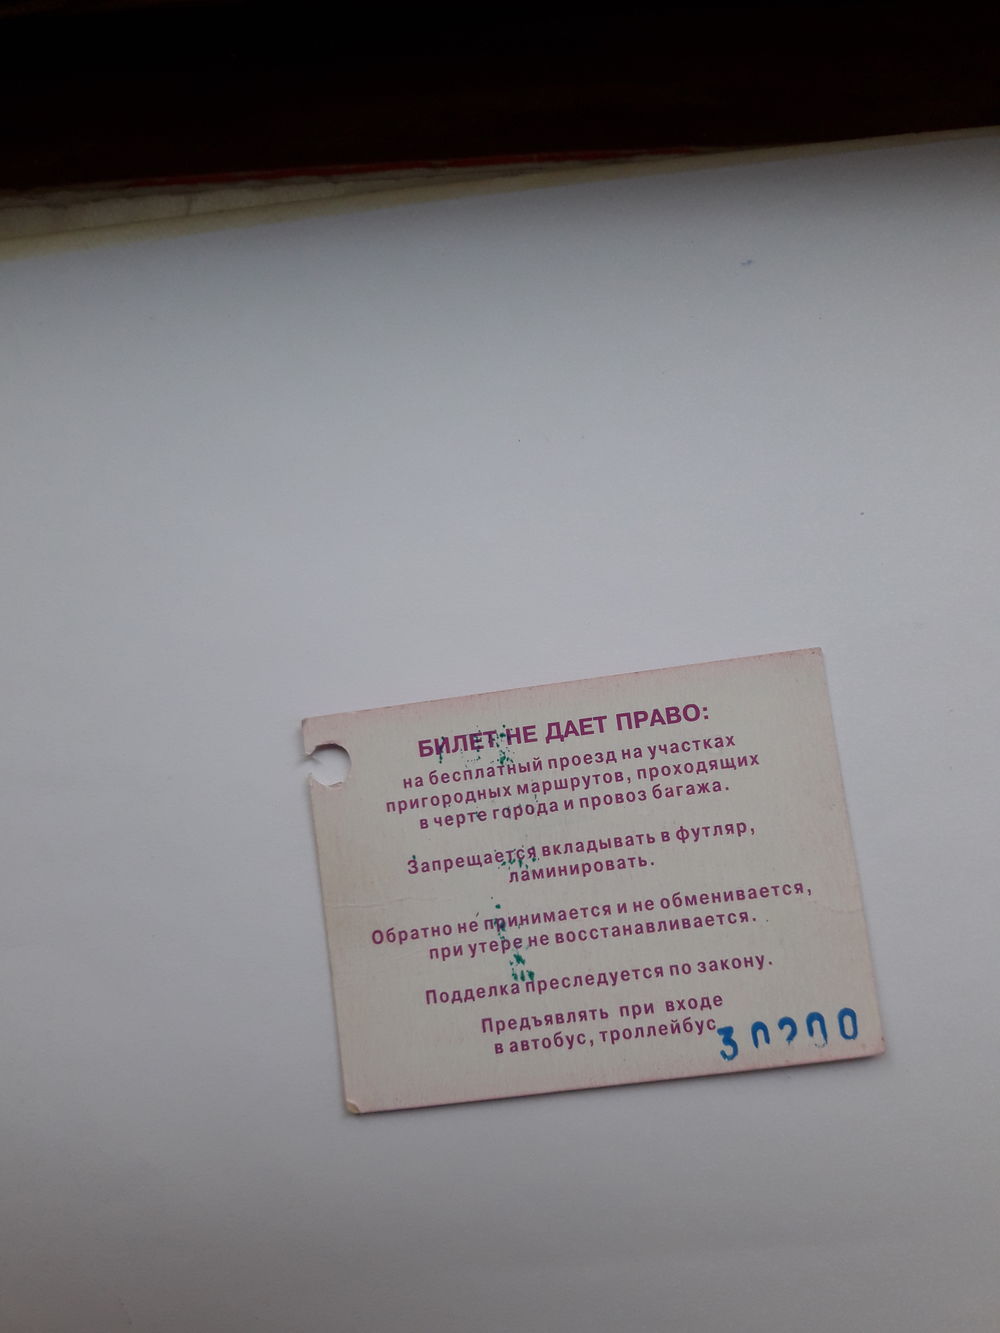 БИЛЕТ НЕ ДАЕТ ПРАВО:
на бесплатный проезд на участках
пригородных маршрутов, проходящих
в черте города и провоз багажа.
Запрещается вкладывать в футляр,
ламинировать.
Обратно не принимается и не обменивается,
при утере не восстанавливается.
Подделка преследуется по закону.
Предъявлять при входе
в автобус, троллейбус